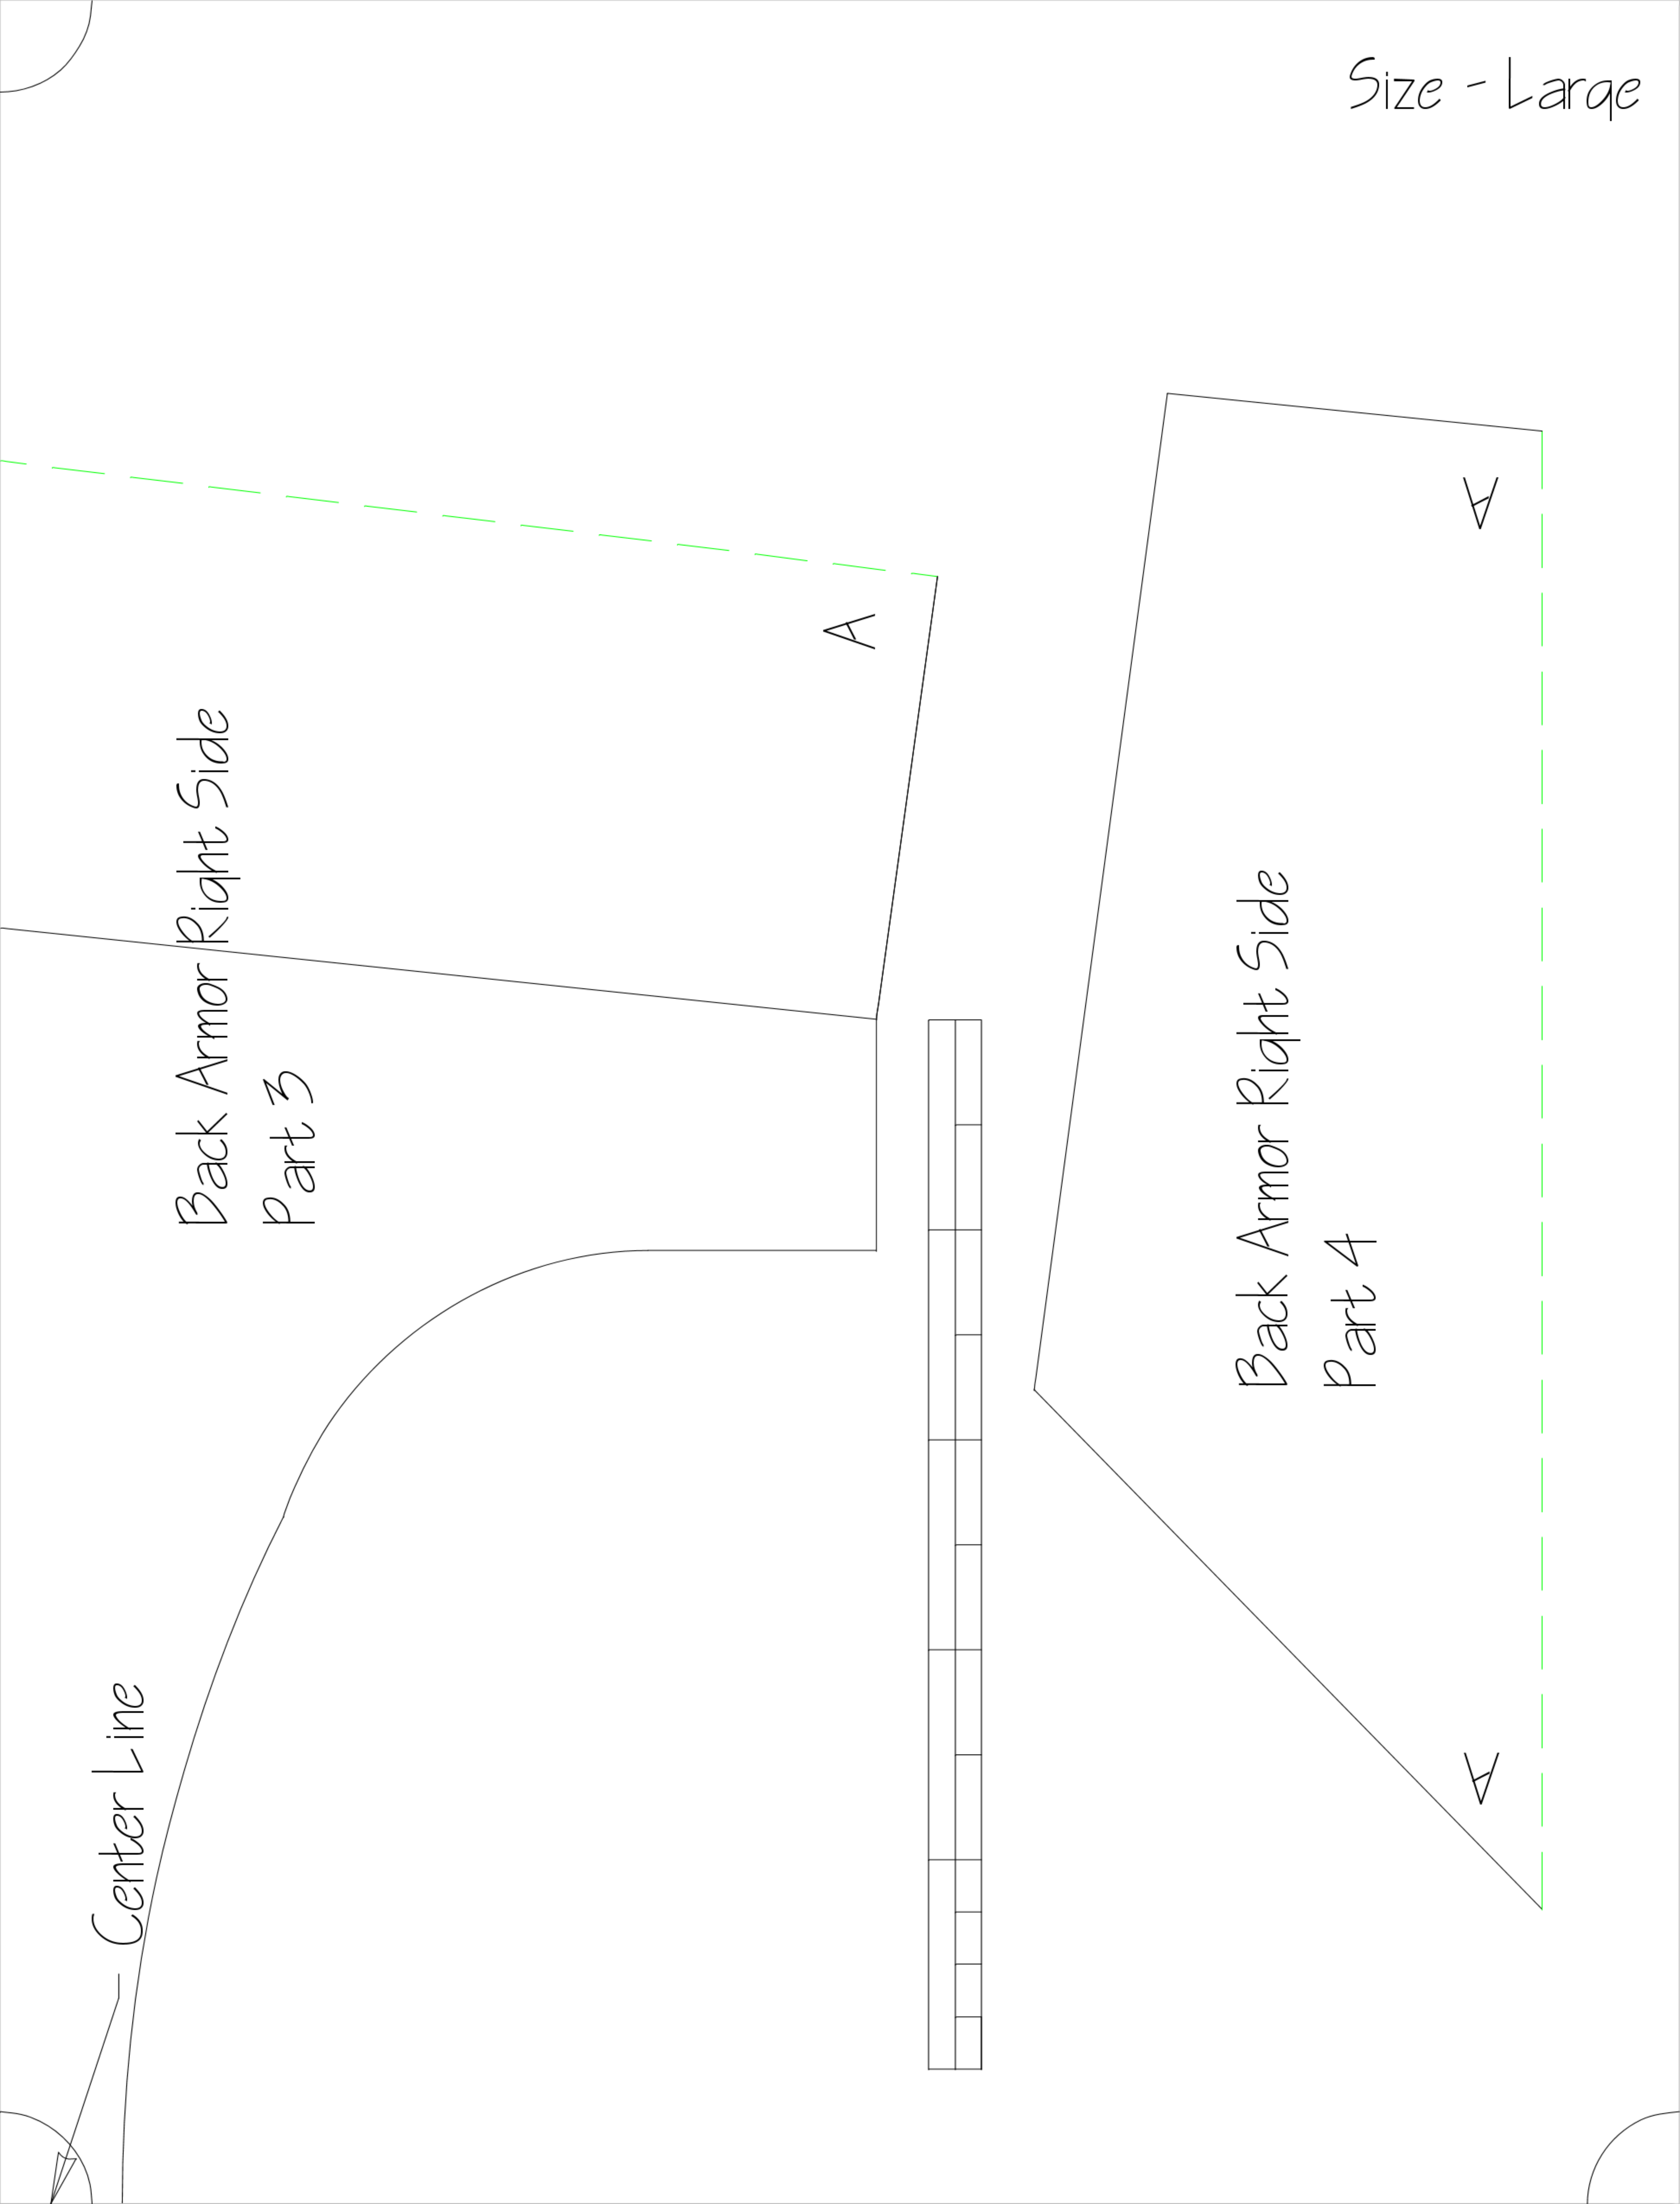 Size - Large
A
A
Back Armor Right Side
Part 3
Back Armor Right Side
Part 4
Center Line
A